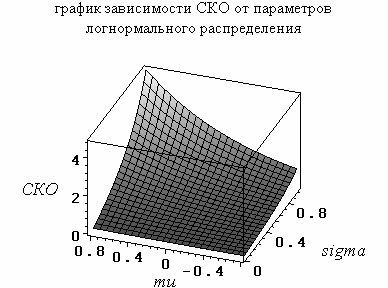 график зависимости СКО от параметров
логнормального распределения
4
СКО
2
0
0.8 0.4 0 -0.4
mu
0
0.4
0.8
sigma